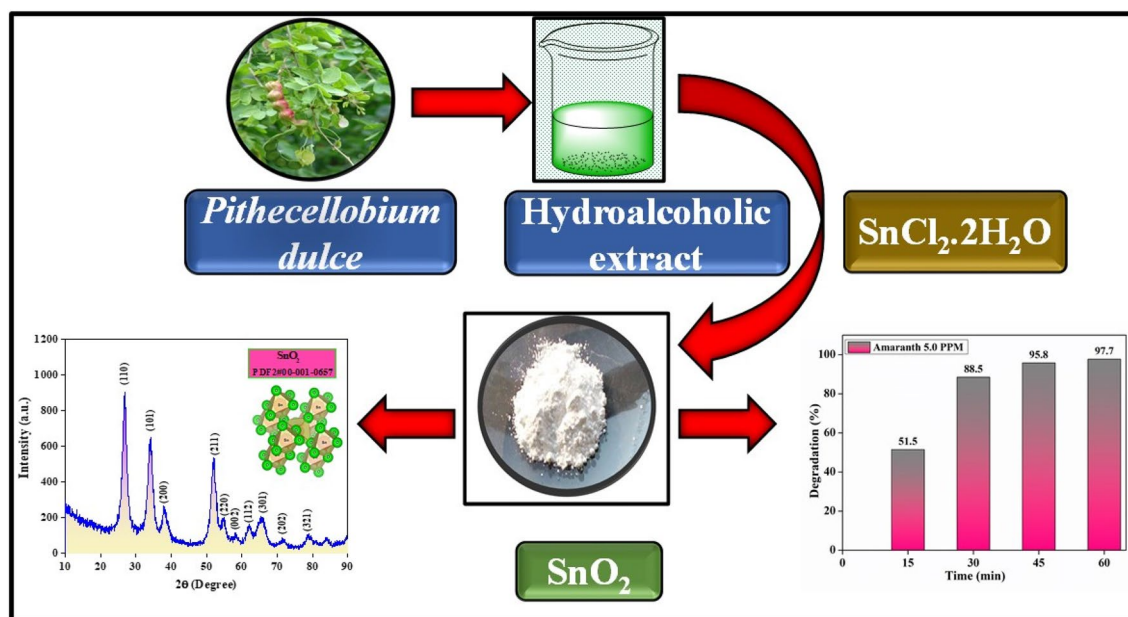 Pithecellobium
dulce
Hydroalcoholic
extract
SnCl₂.2H₂O
1200
1000
800
600
400
200
0
Intensity (a.u.)
(110)
(101)
(200)
(211)
(220)
(002)
(112)
(301)
(202)
(321)
SnO₂
PDF2#00-001-0657
10 20 30 40 50 60 70 80 90
2θ (Degree)
SnO₂
100
80
60
40
20
0
Degradation (%)
Amaranth 5.0 PPM
51.5
88.5
95.8
97.7
0 15 30 45 60
Time (min)